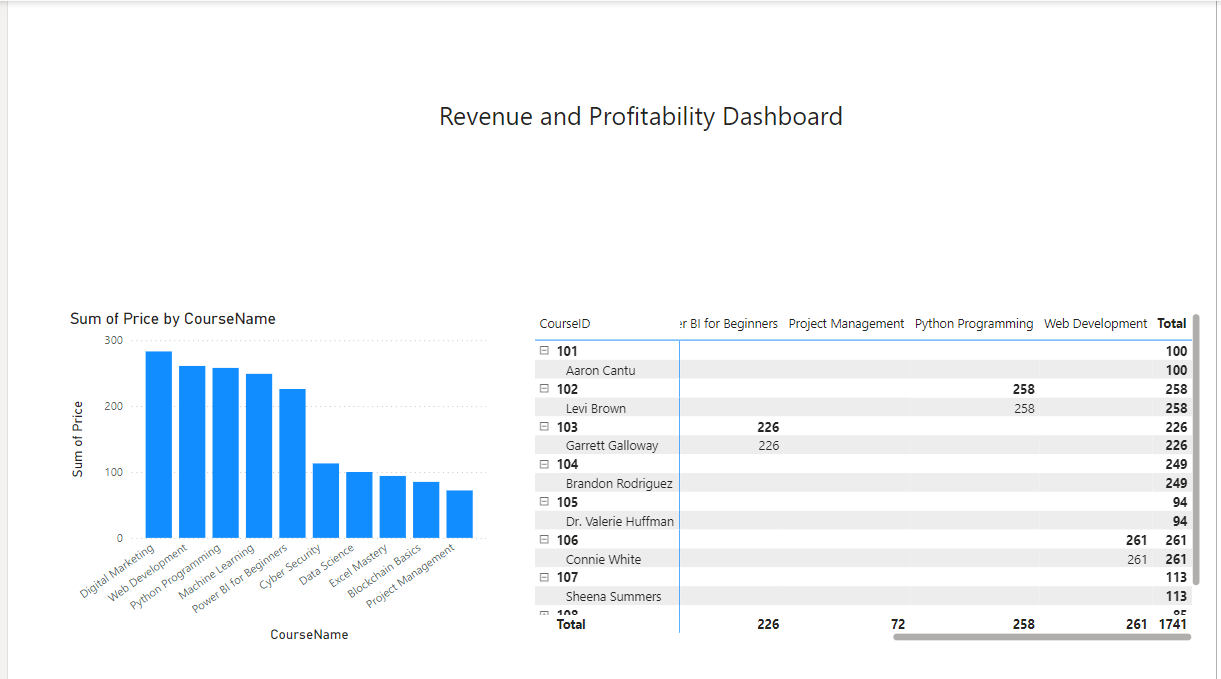 Revenue and Profitability Dashboard
Sum of Price by CourseName
300
200
100
0
Sum of Price
Digital Marketing
Web Development
Python Programming
Machine Learning
Power BI for Beginners
Cyber Security
Data Science
Excel Mastery
Blockchain Basics
Project Management
CourseName
CourseID er BI for Beginners Project Management Python Programming Web Development Total
101 100
Aaron Cantu 100
102 258 258
Levi Brown 258 258
103 226 226
Garrett Galloway 226 226
104 249
Brandon Rodriguez 249
105 94
Dr. Valerie Huffman 94
106 261 261
Connie White 261 261
107 113
Sheena Summers 113
108 85
Total 226 72 258 261 1741